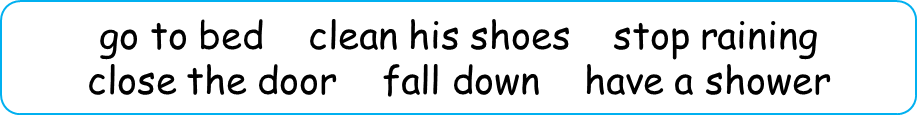 go to bed clean his shoes stop raining
close the door fall down have a shower